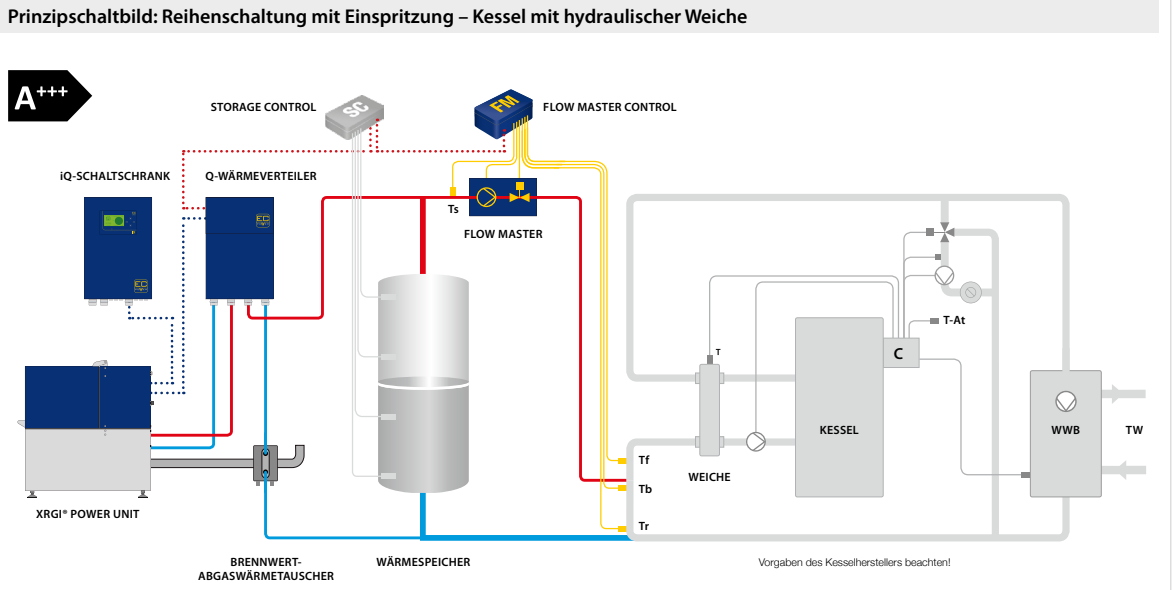 Prinzipschaltbild: Reihenschaltung mit Einspritzung – Kessel mit hydraulischer Weiche
A+++
STORAGE CONTROL
SC
FM
FLOW MASTER CONTROL
iQ-SCHALTSCHRANK
Q-WÄRMEVERTEILER
Ts
FLOW MASTER
EC
EC
T-At
T
C
KESSEL
WWB
TW
Tf
WEICHE
Tb
XRGI® POWER UNIT
Tr
BRENNWERT-
ABGASWÄRMETAUSCHER
WÄRMESPEICHER
Vorgaben des Kesselherstellers beachten!